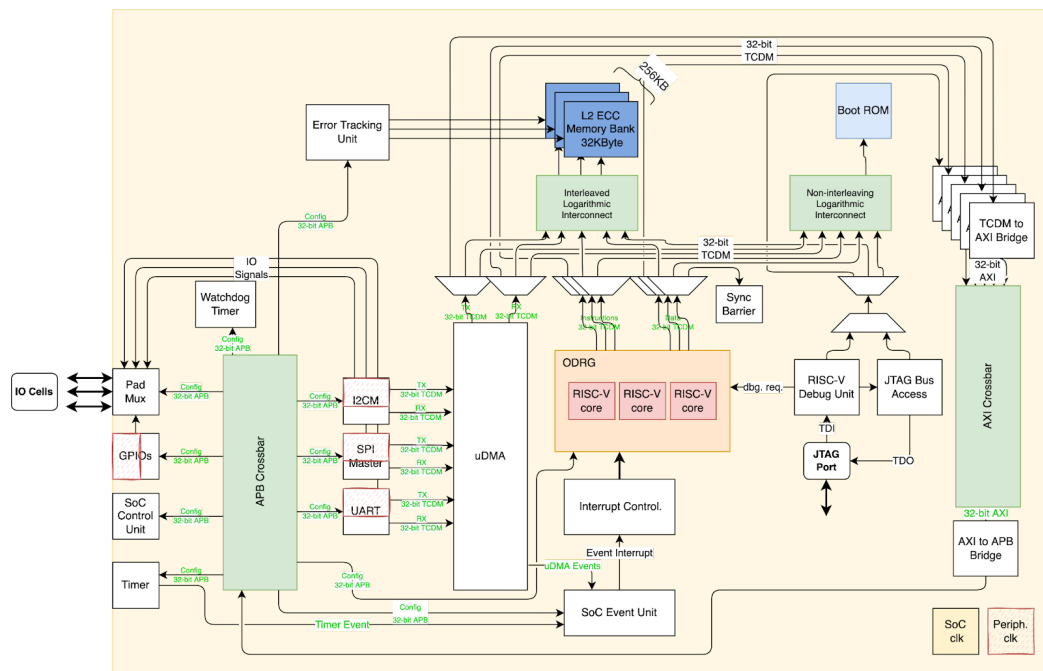 32-bit
TCDM
256KB
L2 ECC
Memory Bank
32KByte
Boot ROM
Error Tracking
Unit
Interleaved
Logarithmic
Interconnect
Non-interleaving
Logarithmic
Interconnect
TCDM to
AXI Bridge
Config
32-bit APB
32-bit
TCDM
32-bit
AXI
IO
Signals
Watchdog
Timer
Sync
Barrier
TX
32-bit TCDM
RX
32-bit TCDM
Instructions
32-bit TCDM
Data
32-bit TCDM
Config
32-bit APB
ODRG
IO Cells
Pad
Mux
Config
32-bit APB
Config
32-bit APB
I2CM
TX
32-bit TCDM
RX
32-bit TCDM
RISC-V
core
RISC-V
core
RISC-V
core
dbg. req.
RISC-V
Debug Unit
JTAG Bus
Access
AXI Crossbar
APB Crossbar
uDMA
TDI
TDO
JTAG
Port
GPIOs
Config
32-bit APB
Config
32-bit APB
SPI
Master
TX
32-bit TCDM
RX
32-bit TCDM
SoC
Control
Unit
Config
32-bit APB
Config
32-bit APB
UART
TX
32-bit TCDM
RX
32-bit TCDM
Interrupt Control.
32-bit AXI
AXI to APB
Bridge
Event Interrupt
uDMA Events
Timer
Config
32-bit APB
Config
32-bit APB
SoC Event Unit
Config
32-bit APB
Timer Event
SoC
clk
Periph.
clk